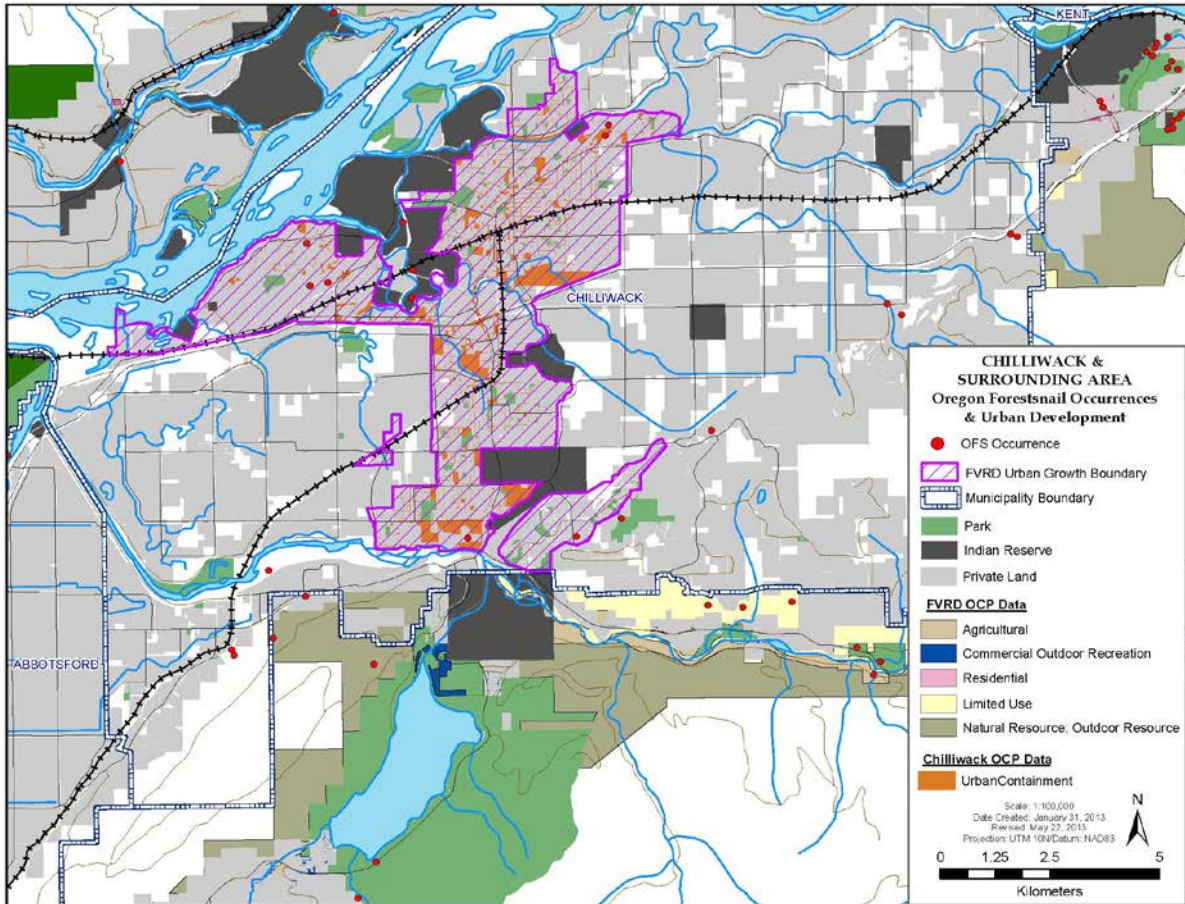 KENT
CHILLIWACK
ABBOTSFORD
CHILLIWACK &
SURROUNDING AREA
Oregon Forestsnail Occurrences
& Urban Development
OFS Occurrence
FVRD Urban Growth Boundary
Municipality Boundary
Park
Indian Reserve
Private Land
FVRD OCP Data
Agricultural
Commercial Outdoor Recreation
Residential
Limited Use
Natural Resource; Outdoor Resource
Chilliwack OCP Data
UrbanContainment
Scale: 1:100,000
Date Created: January 31, 2013
Revised: May 22, 2013
Projection: UTM 10N/Datum: NAD83
N
0 1.25 2.5 5
Kilometers